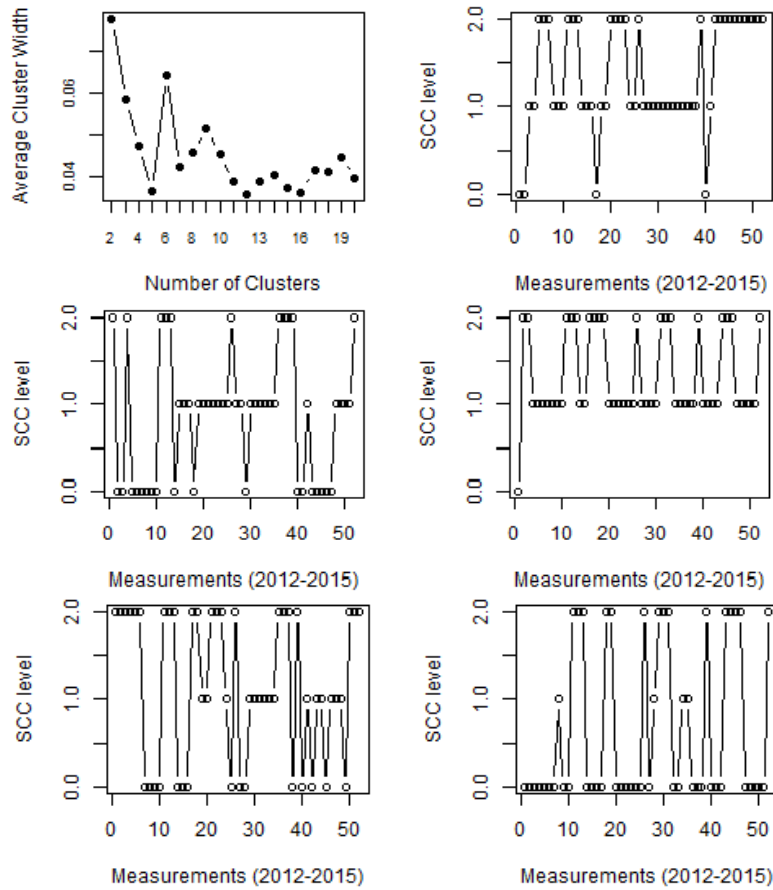 Average Cluster Width
0.06
0.04
2 4 6 8 10 13 16 19
Number of Clusters
SCC level
2.0
1.0
0.0
0 10 20 30 40 50
Measurements (2012-2015)
SCC level
2.0
1.0
0.0
0 10 20 30 40 50
Measurements (2012-2015)
SCC level
2.0
1.0
0.0
0 10 20 30 40 50
Measurements (2012-2015)
SCC level
2.0
1.0
0.0
0 10 20 30 40 50
Measurements (2012-2015)
SCC level
2.0
1.0
0.0
0 10 20 30 40 50
Measurements (2012-2015)